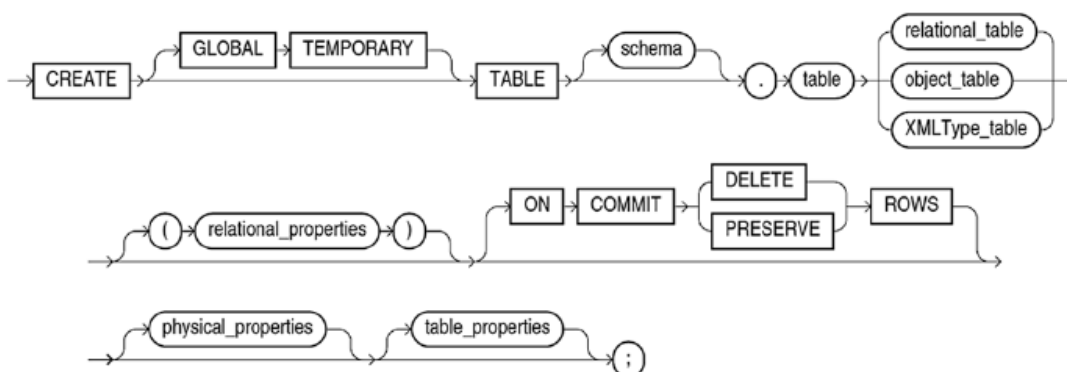 GLOBAL TEMPORARY schema relational_table
CREATE TABLE . table object_table
XMLType_table
DELETE
ON COMMIT ROWS
( relational_properties ) PRESERVE
physical_properties table_properties
;